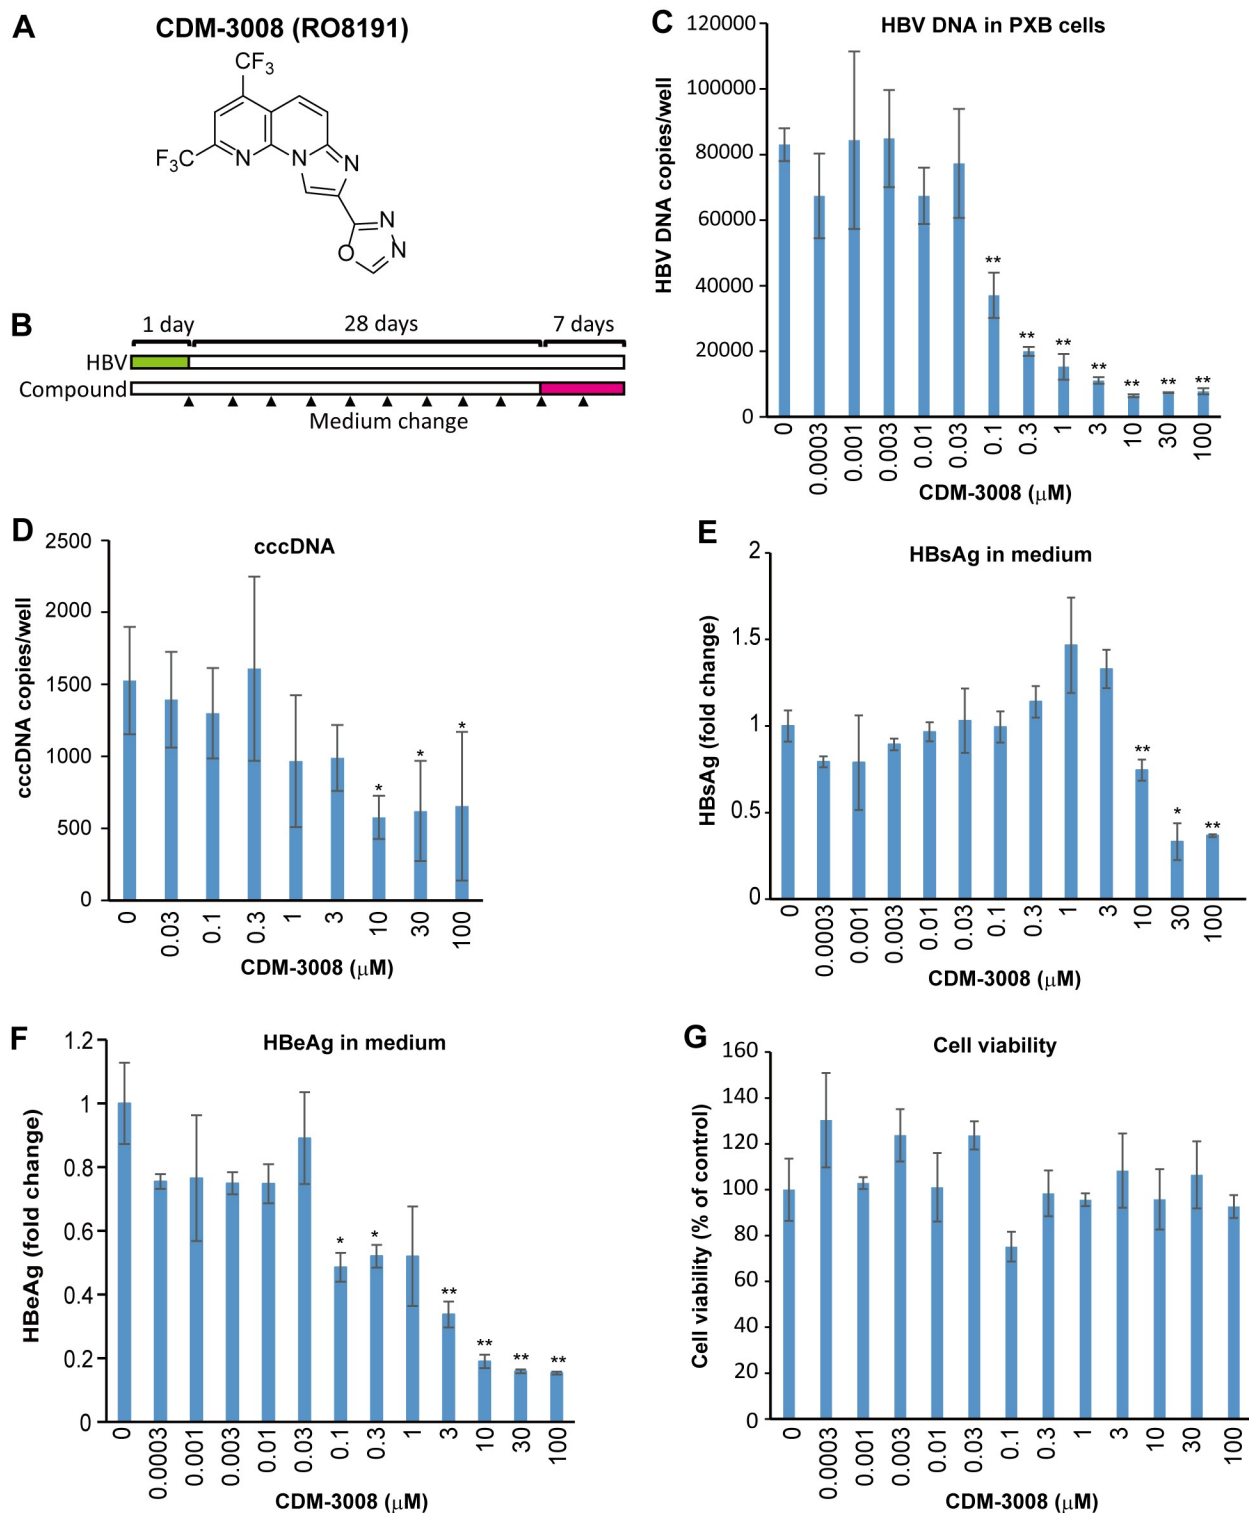 A
CDM-3008 (RO8191)
CF3
F3C
N
N
N
N
N
O
B
1 day
28 days
7 days
HBV
Compound
Medium change
C
HBV DNA in PXB cells
HBV DNA copies/well
120000
100000
80000
60000
40000
20000
0
** ** ** ** ** ** **
0 0.0003 0.001 0.003 0.01 0.03 0.1 0.3 1 3 10 30 100
CDM-3008 (μM)
D
cccDNA
cccDNA copies/well
2500
2000
1500
1000
500
0
* * *
0 0.03 0.1 0.3 1 3 10 30 100
CDM-3008 (μM)
E
HBsAg in medium
HBsAg (fold change)
2
1.5
1
0.5
0
** * **
0 0.0003 0.001 0.003 0.01 0.03 0.1 0.3 1 3 10 30 100
CDM-3008 (μM)
F
HBeAg in medium
HBeAg (fold change)
1.2
1
0.8
0.6
0.4
0.2
0
* * ** ** ** **
0 0.0003 0.001 0.003 0.01 0.03 0.1 0.3 1 3 10 30 100
CDM-3008 (μM)
G
Cell viability
Cell viability (% of control)
160
140
120
100
80
60
40
20
0
0 0.0003 0.001 0.003 0.01 0.03 0.1 0.3 1 3 10 30 100
CDM-3008 (μM)